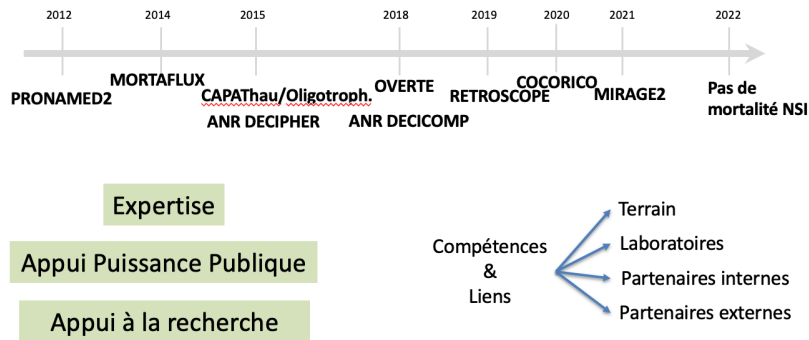 2012 2014 2015 2018 2019 2020 2021 2022
PRONAMED2
MORTAFLUX
CAPAThau/Oligotroph.
ANR DECIPHER
OVERTE
ANR DECICOMP
RETROSCOPE
COCORICO
MIRAGE2
Pas de
mortalité NSI
Expertise
Appui Puissance Publique
Appui à la recherche
Compétences
&
Liens
Terrain
Laboratoires
Partenaires internes
Partenaires externes